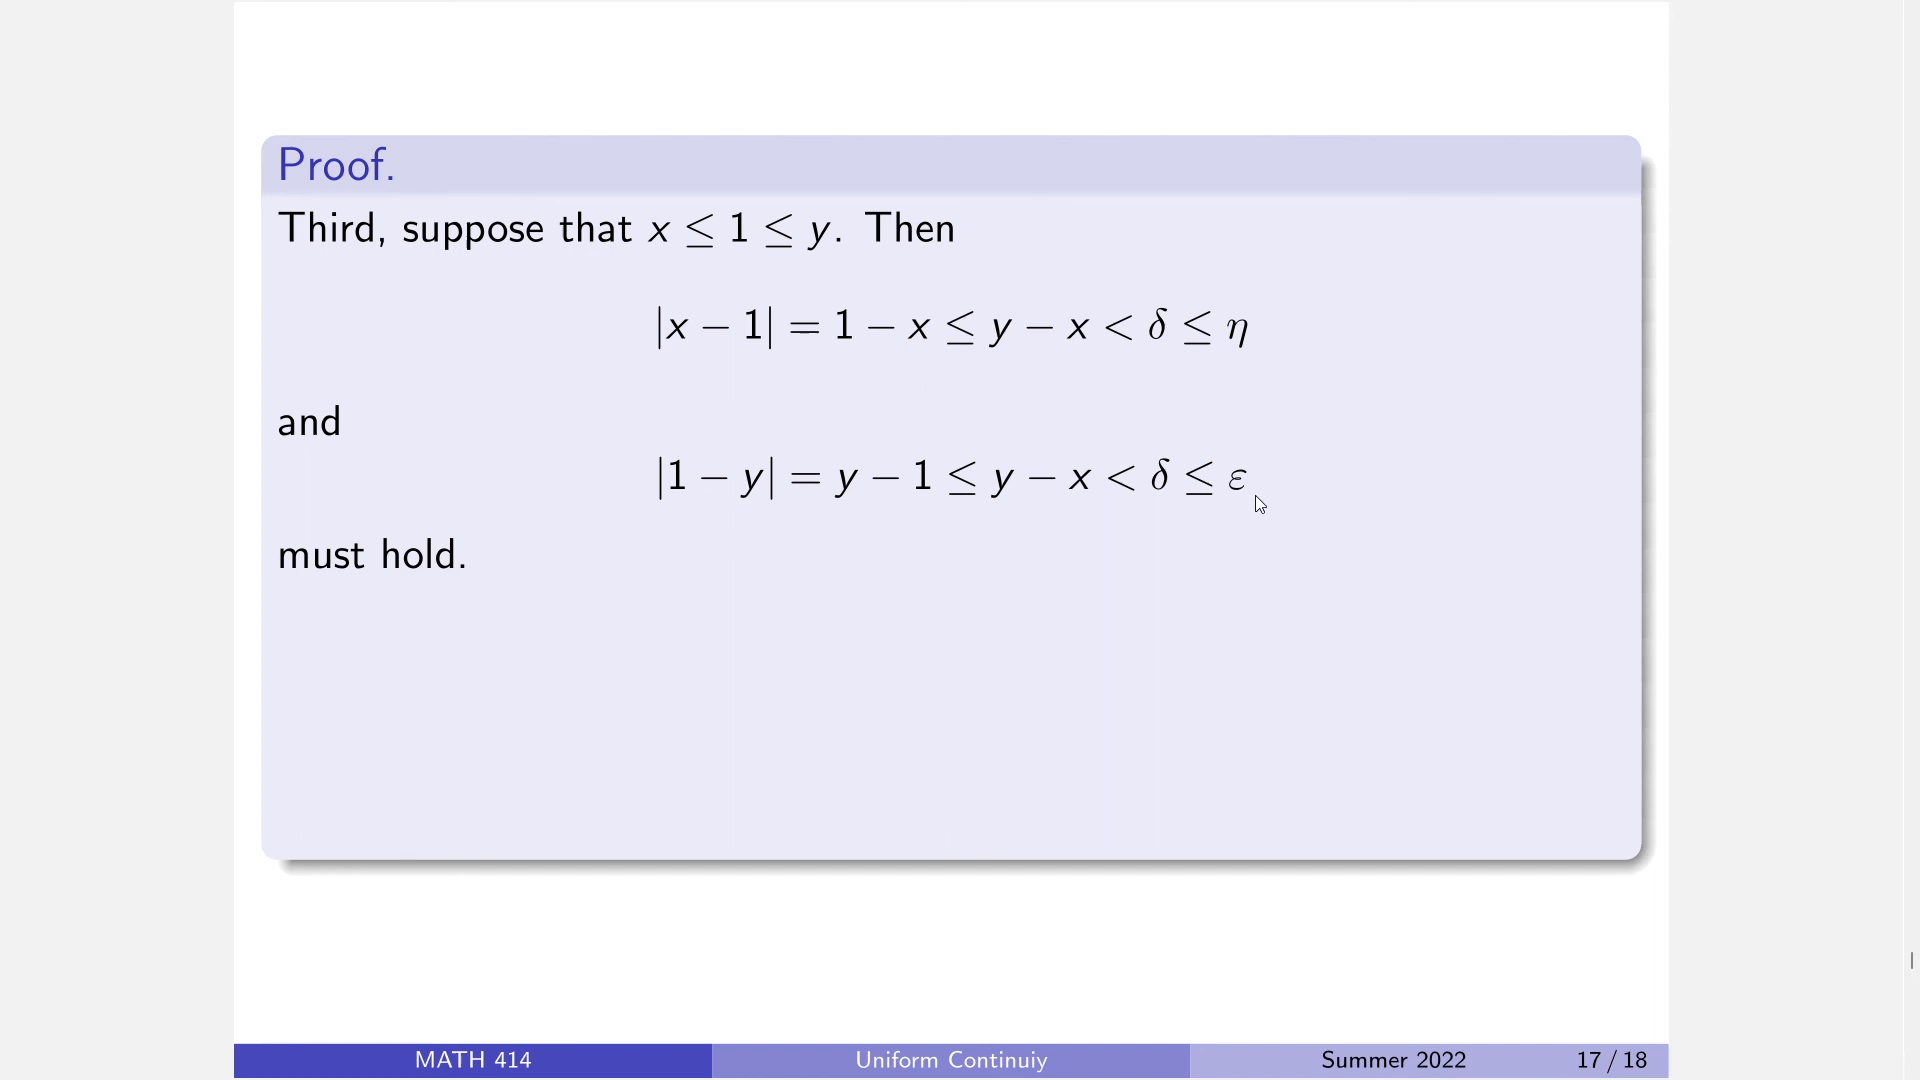 Proof.
Third, suppose that x ≤ 1 ≤ y. Then
|x − 1| = 1 − x ≤ y − x < δ ≤ η
and
|1 − y| = y − 1 ≤ y − x < δ ≤ ε
must hold.
MATH 414 Uniform Continuiy Summer 2022 17 / 18